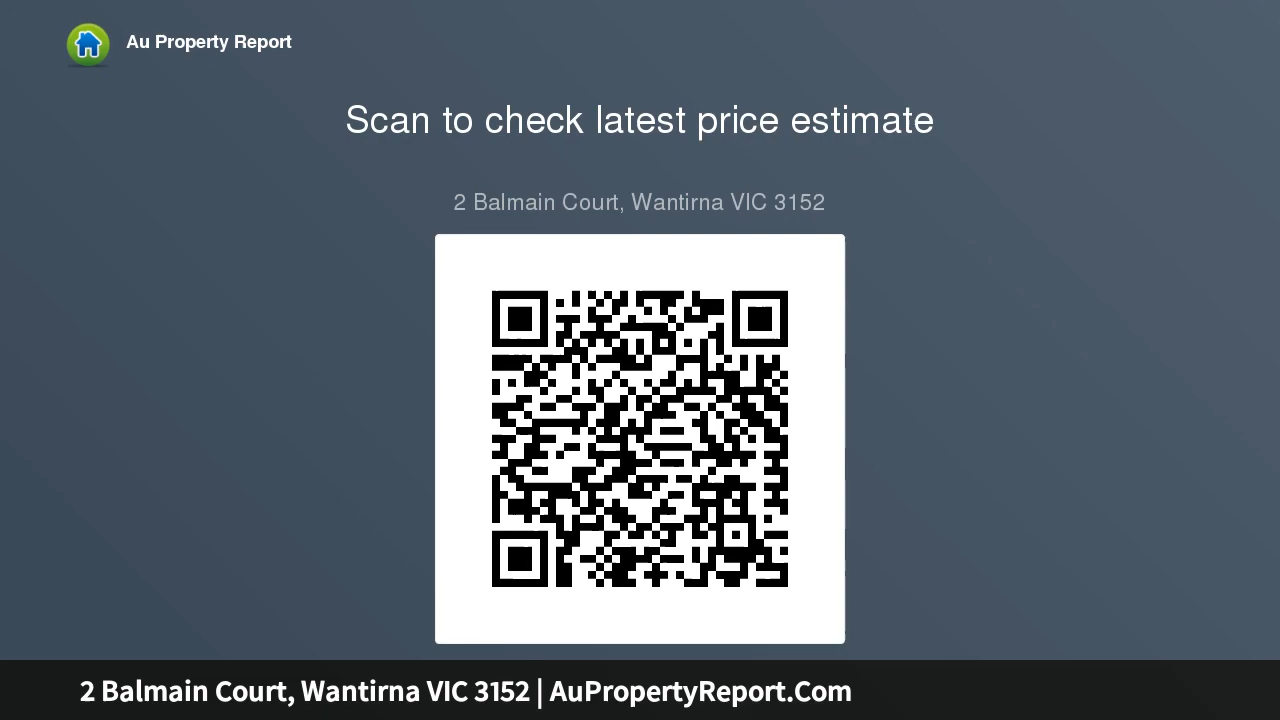 Au Property Report
Scan to check latest price estimate
2 Balmain Court, Wantirna VIC 3152
2 Balmain Court, Wantirna VIC 3152 | AuPropertyReport.Com